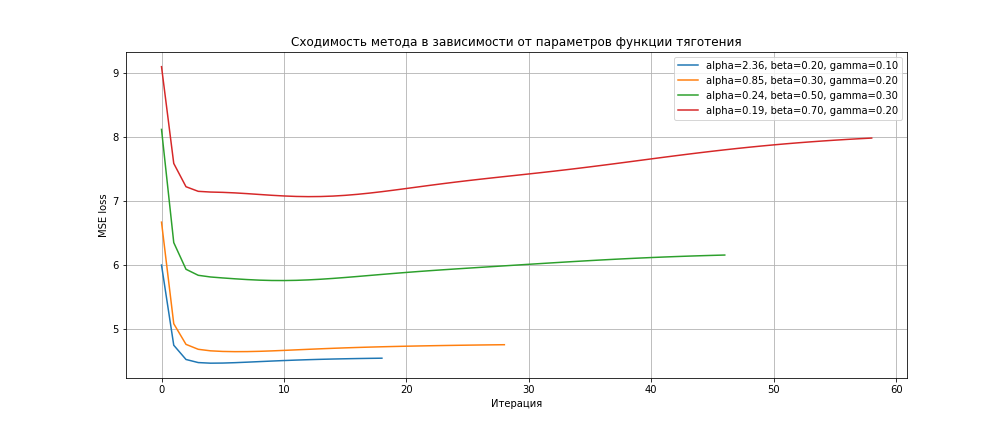 Сходимость метода в зависимости от параметров функции тяготения
alpha=2.36, beta=0.20, gamma=0.10
alpha=0.85, beta=0.30, gamma=0.20
alpha=0.24, beta=0.50, gamma=0.30
alpha=0.19, beta=0.70, gamma=0.20
MSE loss
9
8
7
6
5
0 10 20 30 40 50 60
Итерация